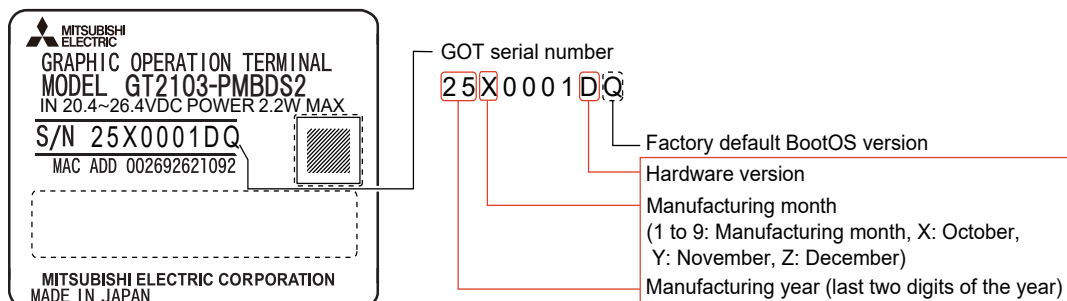 MITSUBISHI
ELECTRIC
GRAPHIC OPERATION TERMINAL
MODEL GT2103-PMBDS2
IN 20.4~26.4VDC POWER 2.2W MAX
S/N 25X0001DQ
MAC ADD 002692621092
MITSUBISHI ELECTRIC CORPORATION
MADE IN JAPAN
GOT serial number
25X0001DQ
Factory default BootOS version
Hardware version
Manufacturing month
(1 to 9: Manufacturing month, X: October,
Y: November, Z: December)
Manufacturing year (last two digits of the year)